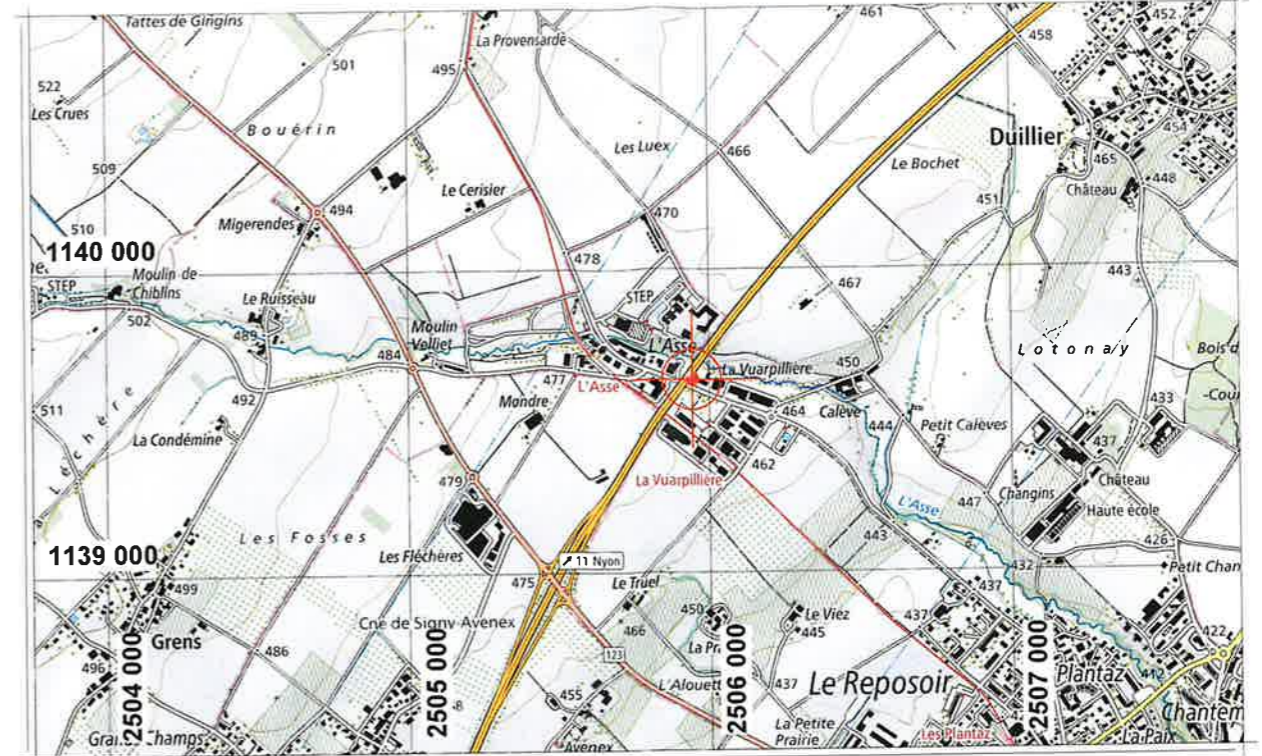 Tattes de Gingins
La Provensarde
461
452
458
501
495
522
Les Crues
Bouérin
454
Duillier
Les Luex
466
Le Bochet
465
509
Le Cerisier
451
Château
448
494
470
Migerendes
510
1140 000
478
443
STEP
Moulin de
Chiblins
467
Le Ruisseau
STEP
502
Moulin
Volliet
489
L'Asse
Lotonay
484
450
La Vuarpillière
Bois d
477
L'Asse
492
-Cou
511
Mondre
464
Calève
433
La Condémine
444
Petit Calèves
437
462
479
La Vuarpillière
Château
Changins
L'Asse
447
Haute école
Les Fosses
443
426
1139 000
Les Fléchères
11 Nyon
432
Petit Chan
475
Le Truel
499
437
437
450
Le Viez
Cne de Signy-Avenex
445
422
Grens
466
486
123
496
412
L'Alouett
437
Le Reposoir
Plantaz
455
Chantem
La Petite
Prairie
Les Plantaz
La Paix
Avenex
2504 000
2505 000
2506 000
2507 000